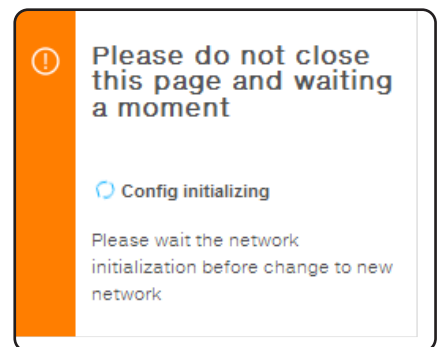 Please do not close
this page and waiting
a moment
Config initializing
Please wait the network
initialization before change to new
network